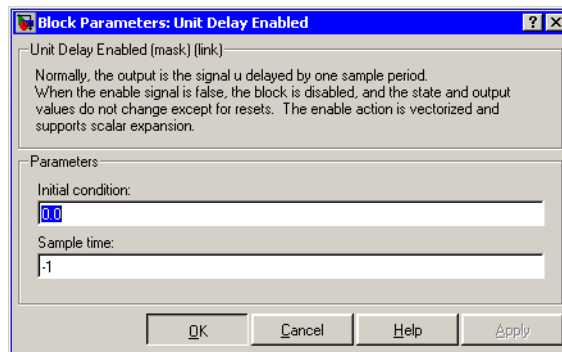 Block Parameters: Unit Delay Enabled
Unit Delay Enabled (mask) (link)
Normally, the output is the signal u delayed by one sample period.
When the enable signal is false, the block is disabled, and the state and output
values do not change except for resets.  The enable action is vectorized and
supports scalar expansion.
Parameters
Initial condition:
0.0
Sample time:
-1
OK Cancel Help Apply